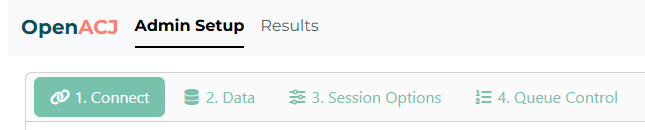 OpenACJ Admin Setup Results
1. Connect 2. Data 3. Session Options 4. Queue Control